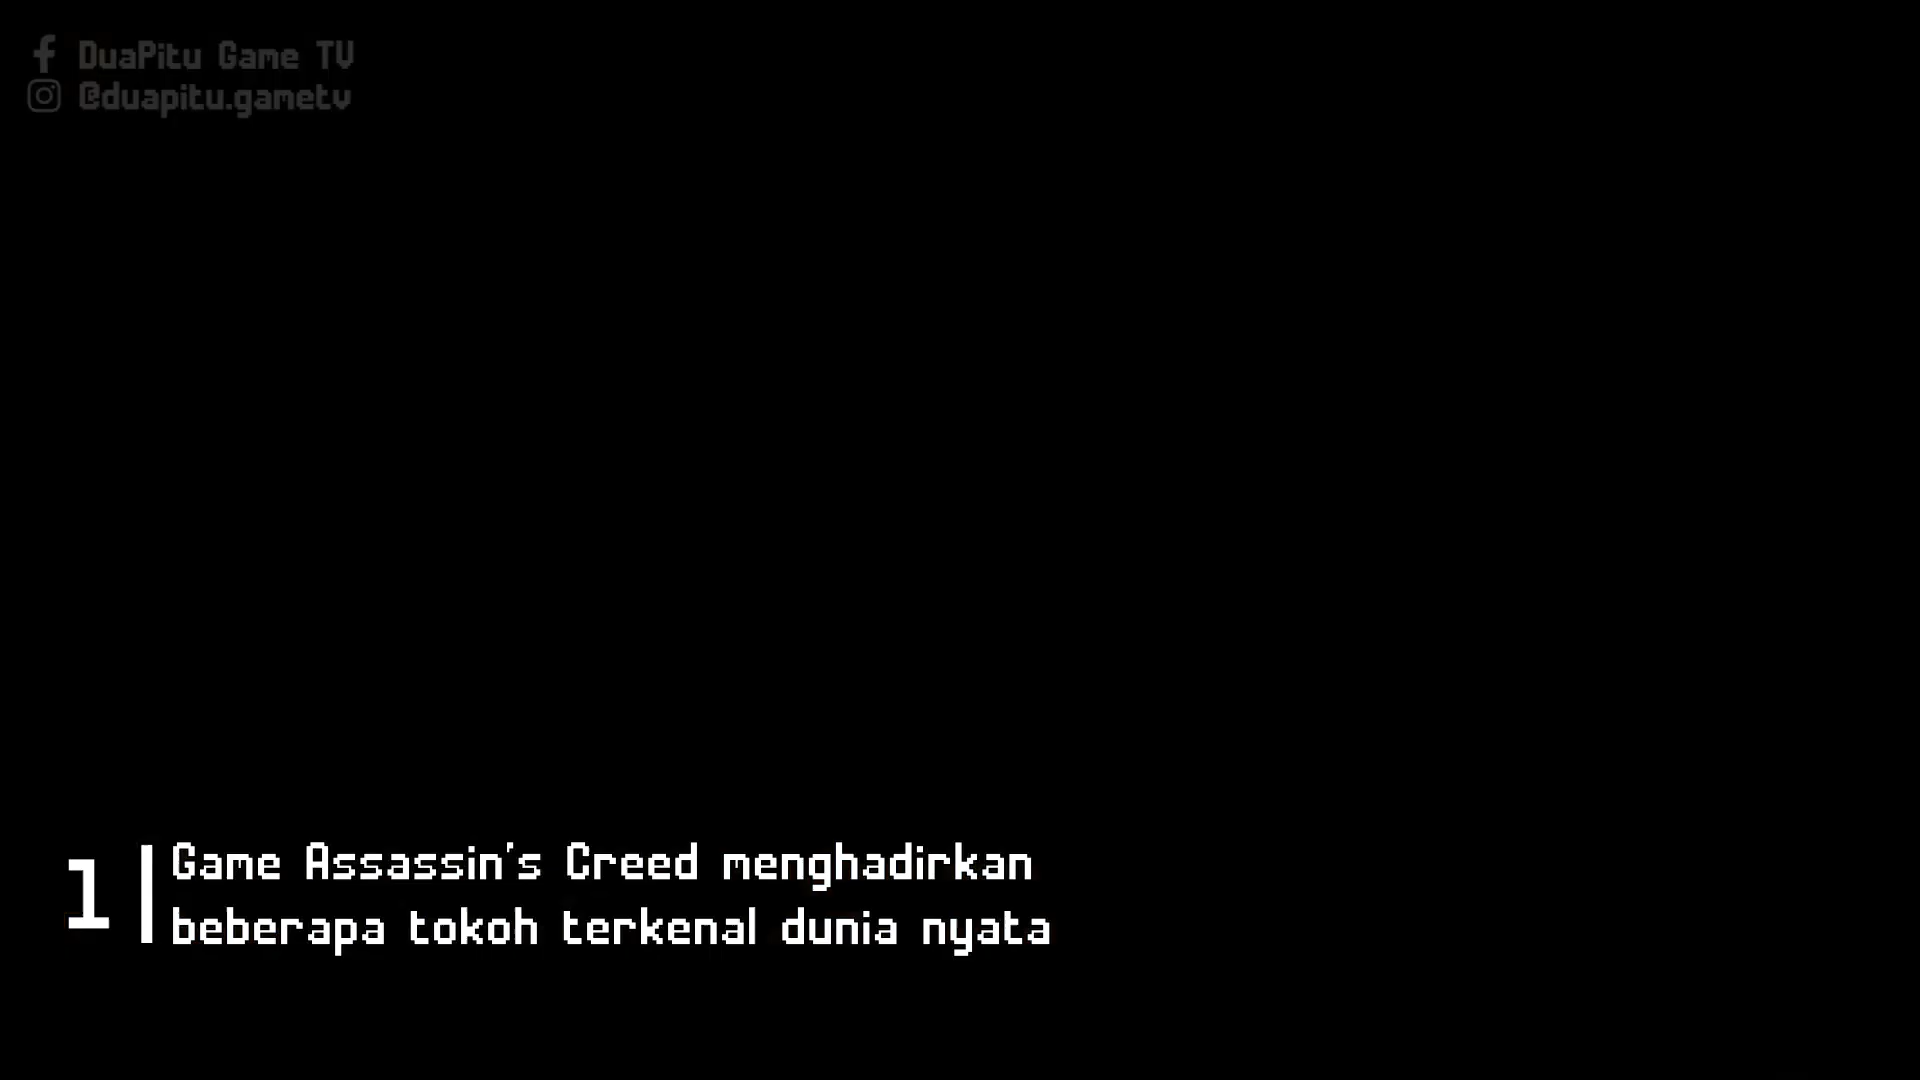 DuaPitu Game TV
@duapitu.gametv
1
Game Assassin's Creed menghadirkan
beberapa tokoh terkenal dunia nyata